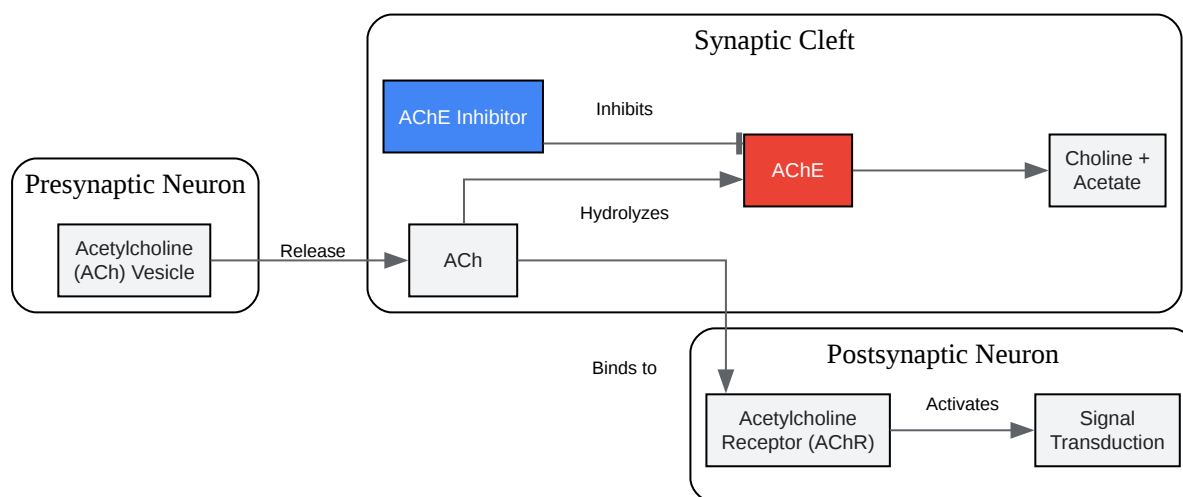 Synaptic Cleft
AChE Inhibitor
Inhibits
AChE
Choline +
Acetate
Presynaptic Neuron
Hydrolyzes
Acetylcholine
(ACh) Vesicle
Release
ACh
Postsynaptic Neuron
Binds to
Acetylcholine
Receptor (AChR)
Activates
Signal
Transduction